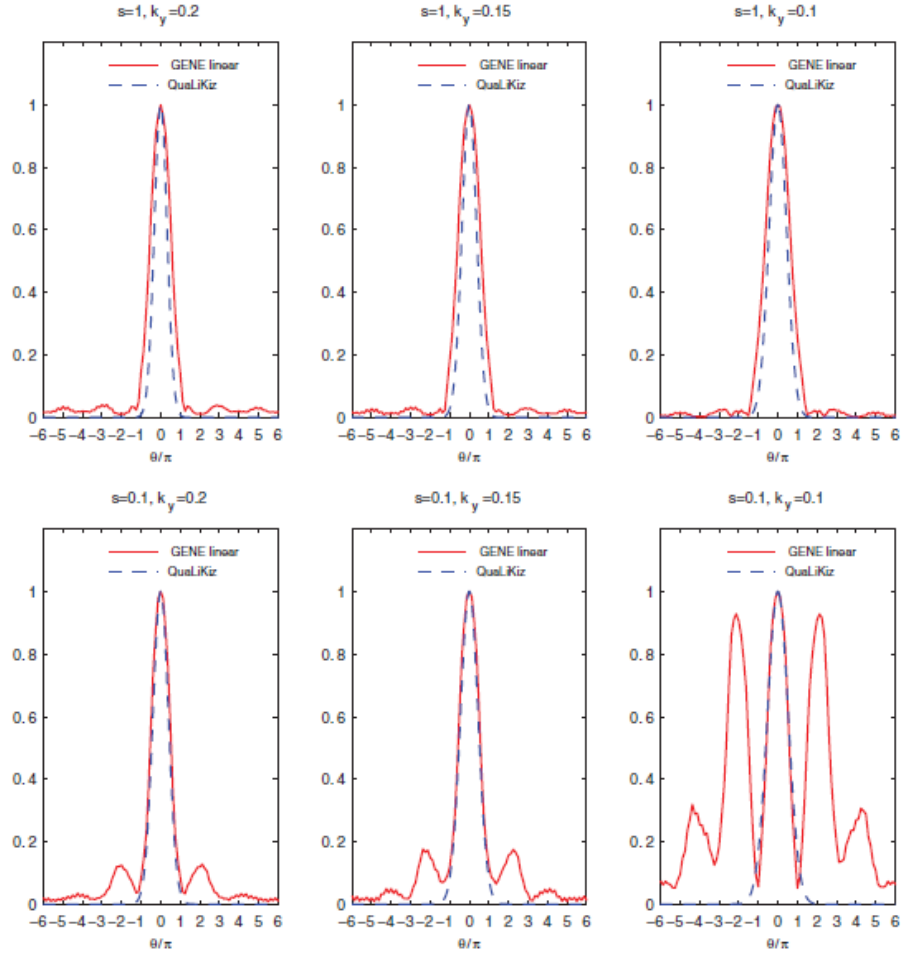 s=1, k_y=0.2
GENE linear
QuaLiKiz
1
0.8
0.6
0.4
0.2
0
−6−5−4−3−2−1 0 1 2 3 4 5 6
θ/π
s=1, k_y=0.15
GENE linear
QuaLiKiz
1
0.8
0.6
0.4
0.2
0
−6−5−4−3−2−1 0 1 2 3 4 5 6
θ/π
s=1, k_y=0.1
GENE linear
QuaLiKiz
1
0.8
0.6
0.4
0.2
0
−6−5−4−3−2−1 0 1 2 3 4 5 6
θ/π
s=0.1, k_y=0.2
GENE linear
QuaLiKiz
1
0.8
0.6
0.4
0.2
0
−6−5−4−3−2−1 0 1 2 3 4 5 6
θ/π
s=0.1, k_y=0.15
GENE linear
QuaLiKiz
1
0.8
0.6
0.4
0.2
0
−6−5−4−3−2−1 0 1 2 3 4 5 6
θ/π
s=0.1, k_y=0.1
GENE linear
QuaLiKiz
1
0.8
0.6
0.4
0.2
0
−6−5−4−3−2−1 0 1 2 3 4 5 6
θ/π